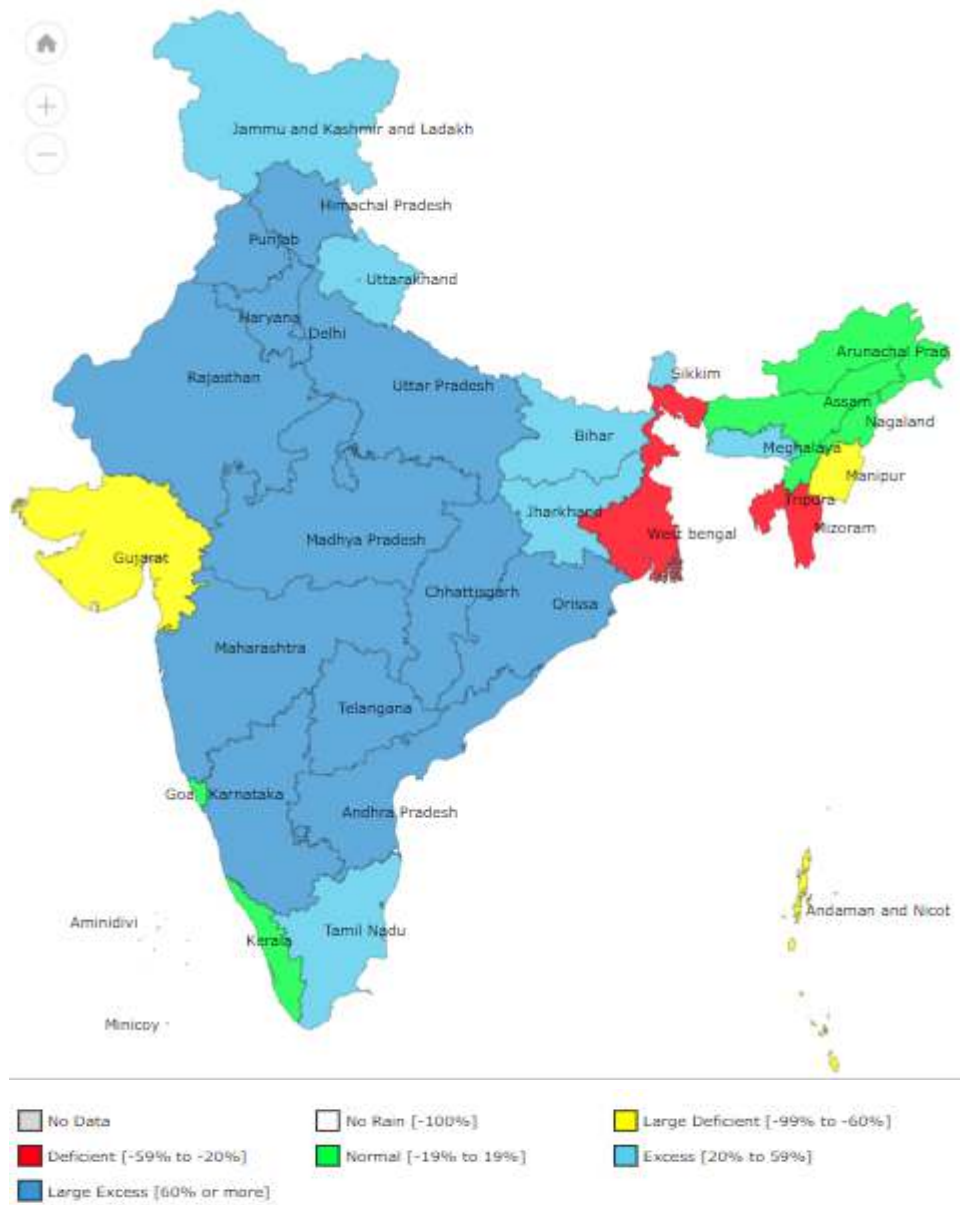 Jammu and Kashmir and Ladakh
Himachal Pradesh
Punjab
Uttarakhand
Haryana
Delhi
Rajasthan
Uttar Pradesh
Arunachal Prad
Sikkim
Assam
Nagaland
Bihar
Meghalaya
Manipur
Tripura
Mizoram
Jharkhand
West bengal
Madhya Pradesh
Gujarat
Chhattisgarh
Orissa
Maharashtra
Telangana
Goa
Karnataka
Andhra Pradesh
Andaman and Nicot
Aminidivi
Tamil Nadu
Kerala
Minicoy
No Data
No Rain [-100%]
Large Deficient [-99% to -60%]
Deficient [-59% to -20%]
Normal [-19% to 19%]
Excess [20% to 59%]
Large Excess [60% or more]